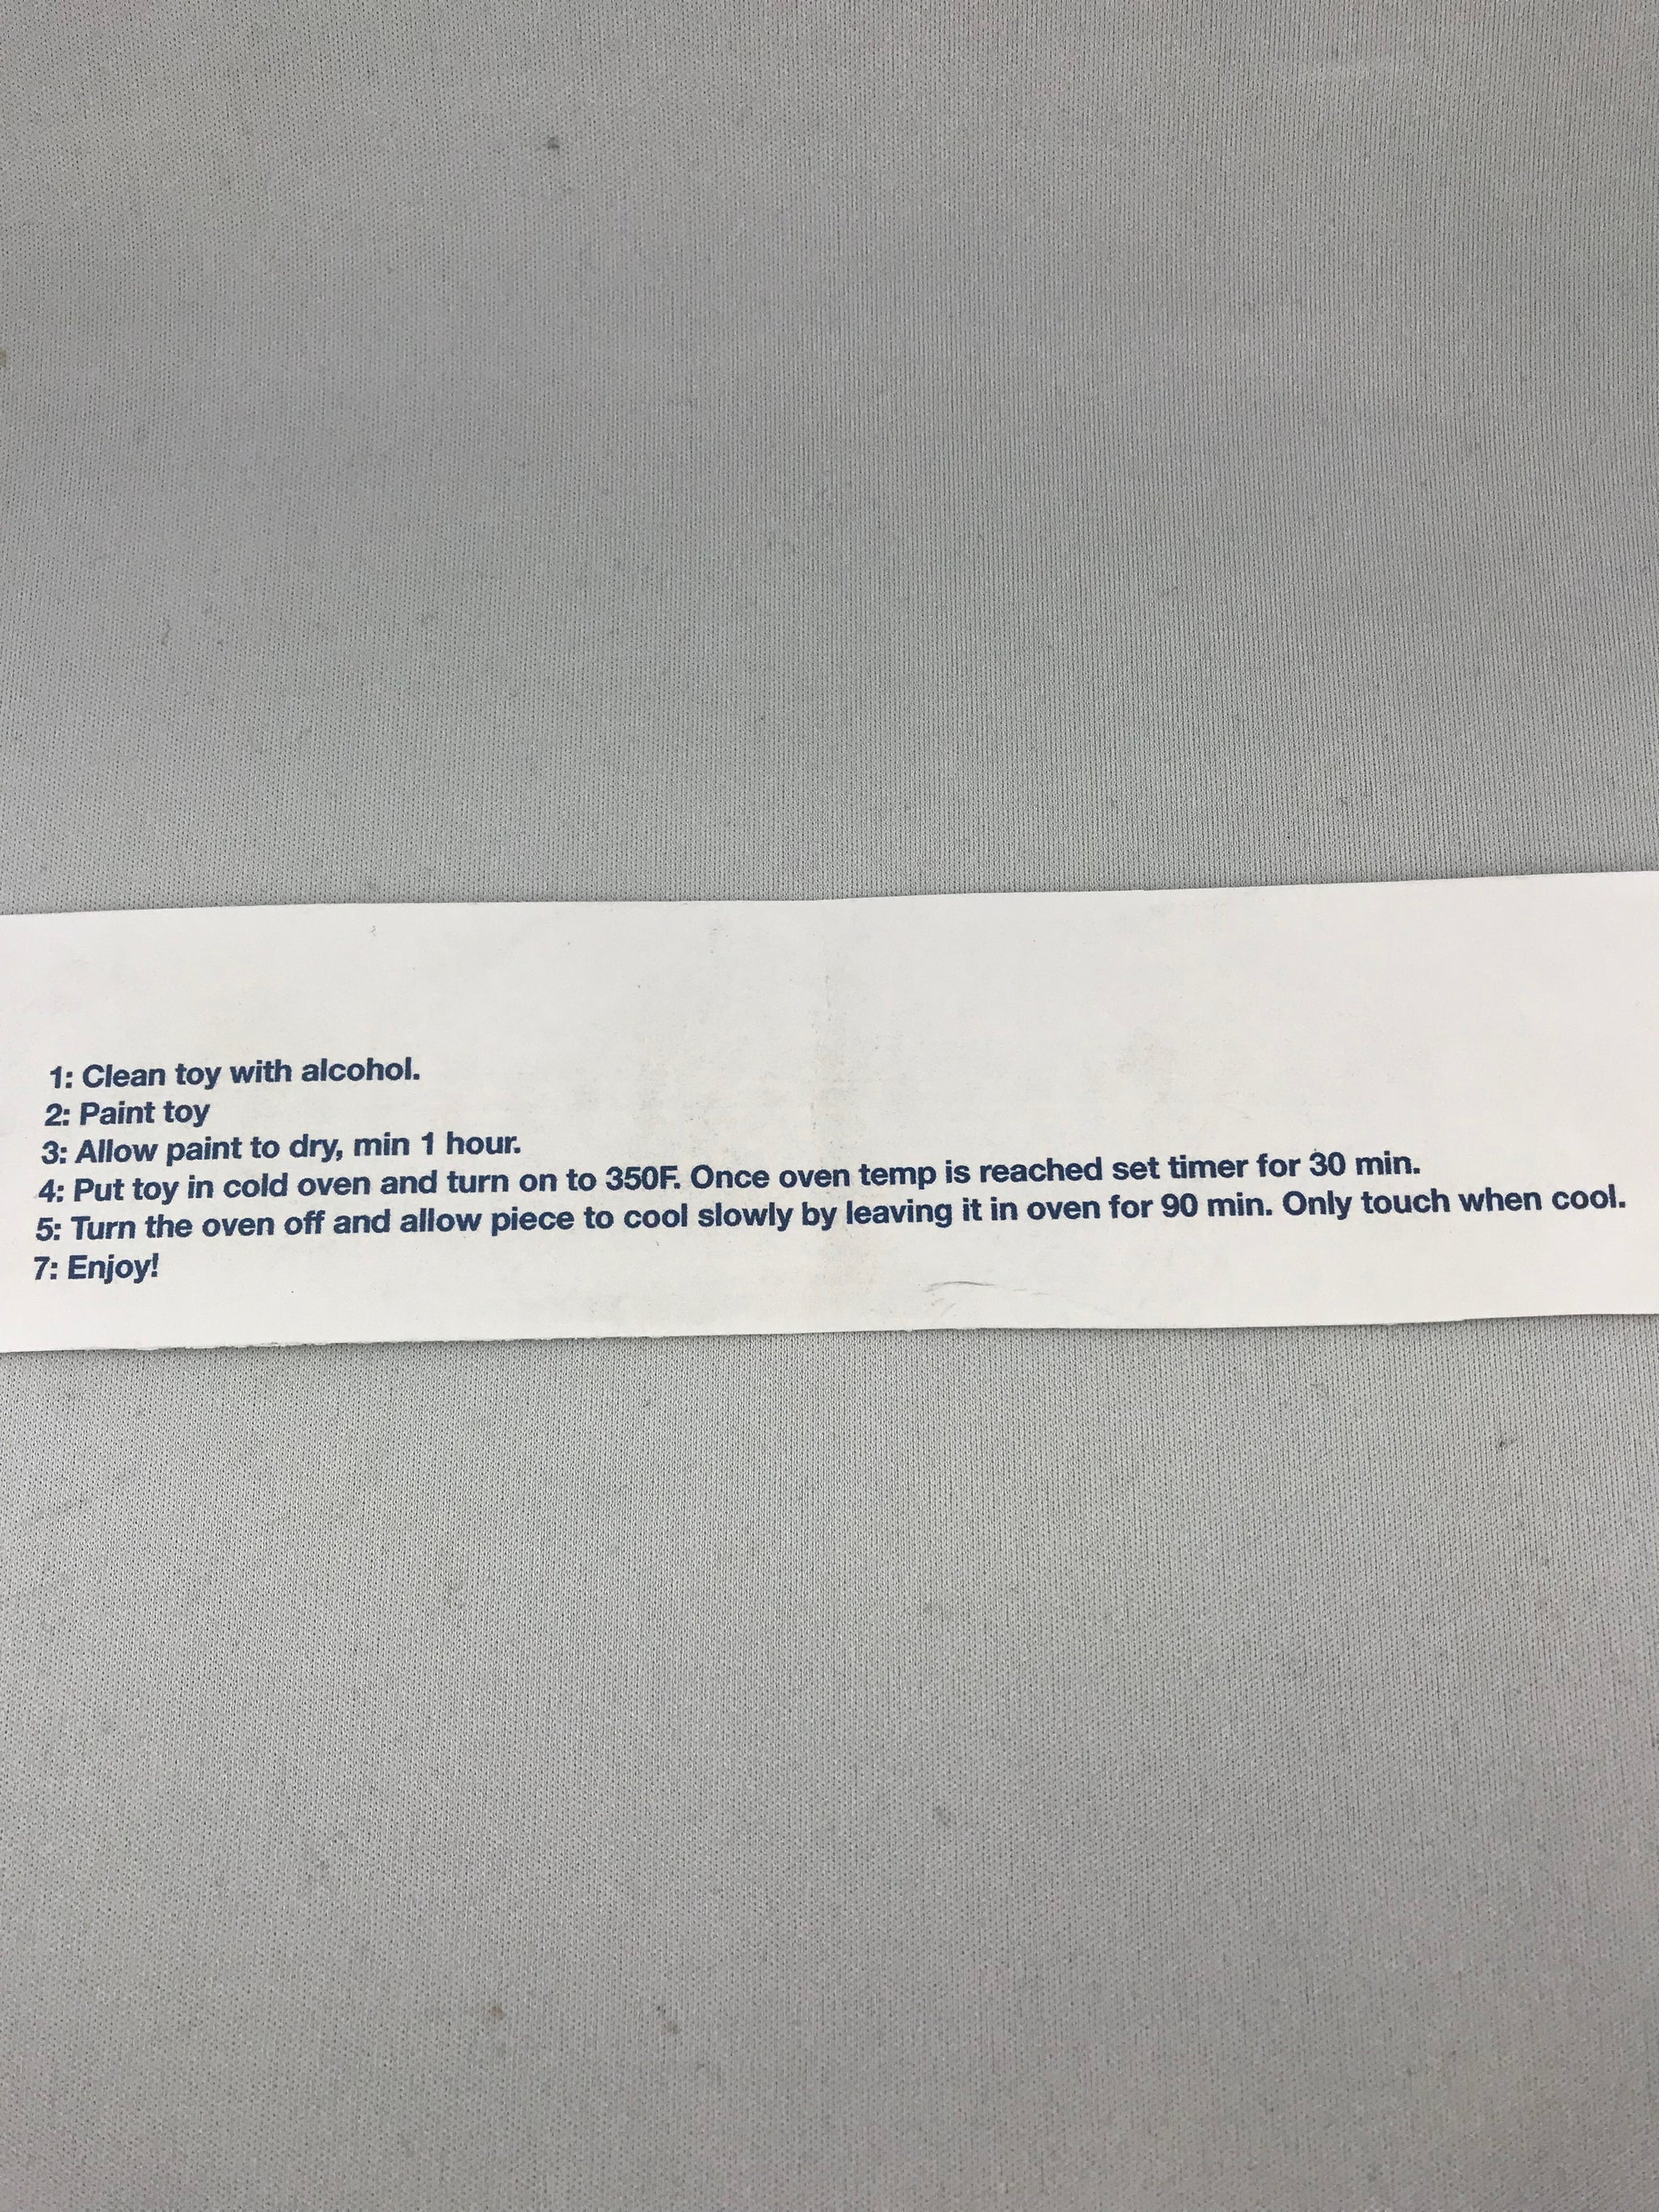 1: Clean toy with alcohol.
2: Paint toy
3: Allow paint to dry, min 1 hour.
4: Put toy in cold oven and turn on to 350F. Once oven temp is reached set timer for 30 min.
5: Turn the oven off and allow piece to cool slowly by leaving it in oven for 90 min. Only touch when cool.
7: Enjoy!